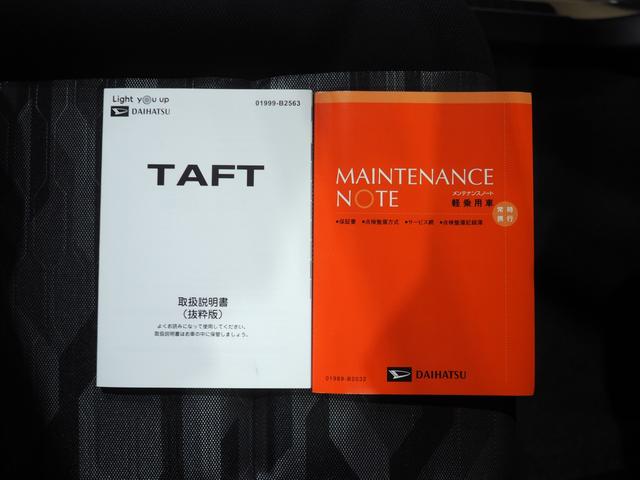 Light you up
DAIHATSU
01999-B2563
TAFT
取扱説明書
（抜粋版）
よくお読みになって使用してください。
取扱説明書はお車の中に保管しましょう。
MAINTENANCE
NOTE
メンテナンスノート
軽乗用車
常時
携行
•保証書 •点検整備方式 •サービス網 •点検整備記録簿
01989-B2032
DAIHATSU